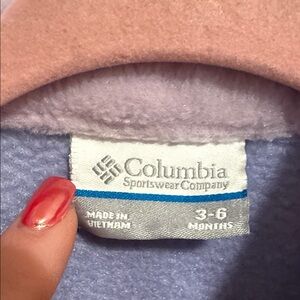 Columbia
Sportswear Company
MADE IN
VIETNAM
3-6
MONTHS